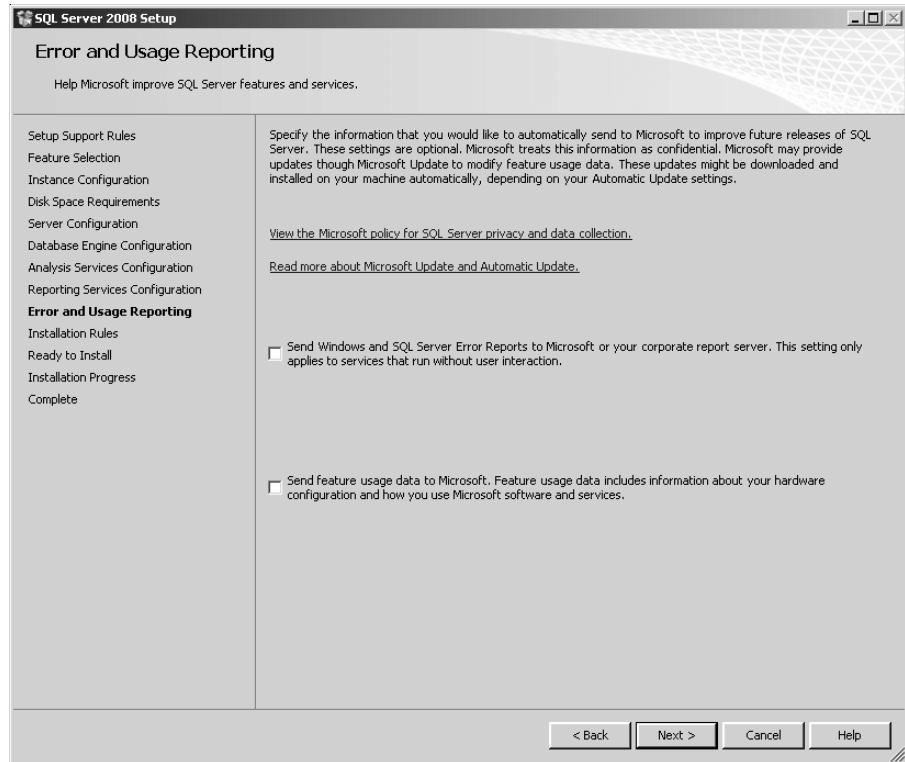 SQL Server 2008 Setup
Error and Usage Reporting
Help Microsoft improve SQL Server features and services.
Setup Support Rules
Feature Selection
Instance Configuration
Disk Space Requirements
Server Configuration
Database Engine Configuration
Analysis Services Configuration
Reporting Services Configuration
Error and Usage Reporting
Installation Rules
Ready to Install
Installation Progress
Complete
Specify the information that you would like to automatically send to Microsoft to improve future releases of SQL
Server. These settings are optional. Microsoft treats this information as confidential. Microsoft may provide
updates though Microsoft Update to modify feature usage data. These updates might be downloaded and
installed on your machine automatically, depending on your Automatic Update settings.
View the Microsoft policy for SQL Server privacy and data collection.
Read more about Microsoft Update and Automatic Update.
Send Windows and SQL Server Error Reports to Microsoft or your corporate report server. This setting only
applies to services that run without user interaction.
Send feature usage data to Microsoft. Feature usage data includes information about your hardware
configuration and how you use Microsoft software and services.
< Back
Next >
Cancel
Help